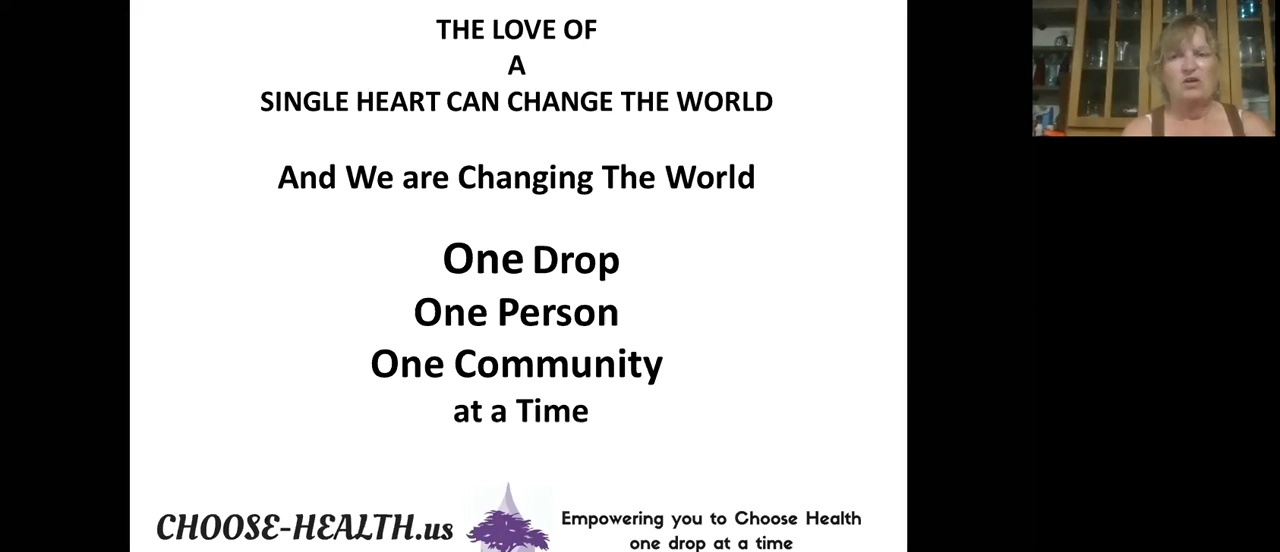 THE LOVE OF
A
SINGLE HEART CAN CHANGE THE WORLD
And We are Changing The World
One Drop
One Person
One Community
at a Time
CHOOSE-HEALTH.us
Empowering you to Choose Health
one drop at a time